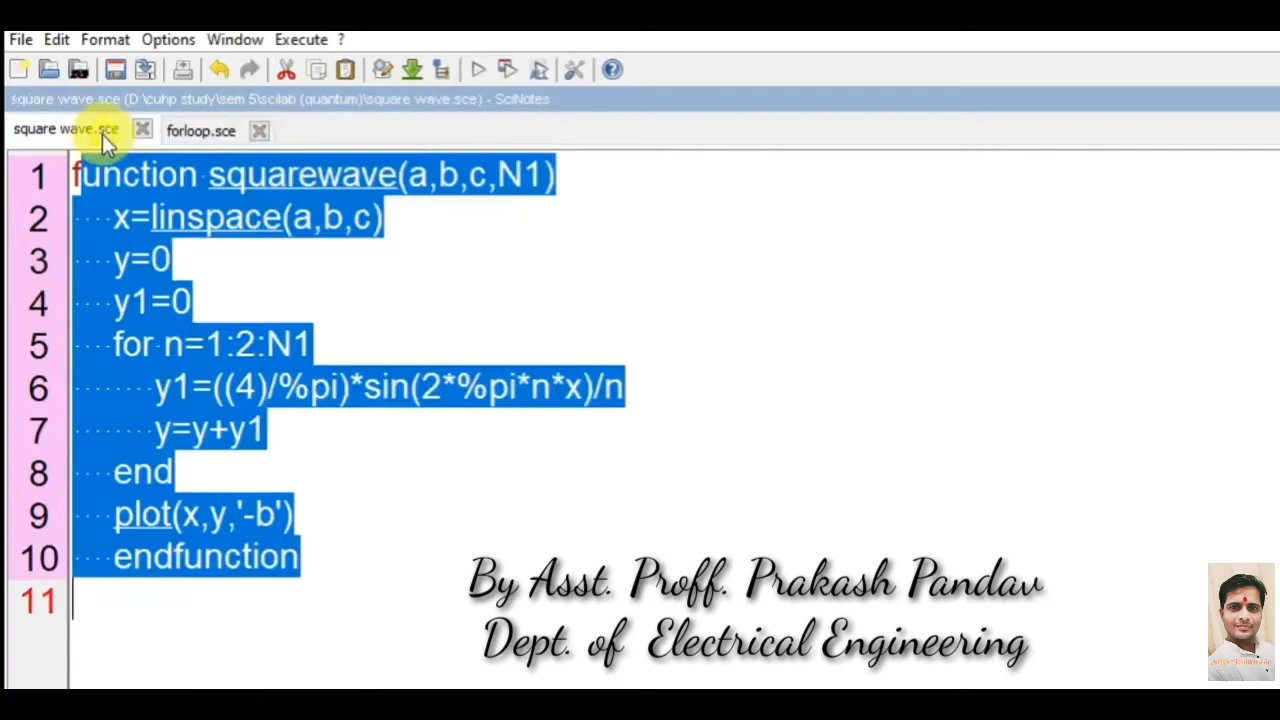 File Edit Format Options Window Execute ?
square wave.sce (D:\cuhp study\sem 5\scilab (quantum)\square wave.sce) - SciNotes
square wave.sce forloop.sce
1 function squarewave(a,b,c,N1)
2 x=linspace(a,b,c)
3 y=0
4 y1=0
5 for n=1:2:N1
6 y1=((4)/%pi)*sin(2*%pi*n*x)/n
7 y=y+y1
8 end
9 plot(x,y,'-b')
10 endfunction
11
By Asst. Proff. Prakash Pandav
Dept. of Electrical Engineering